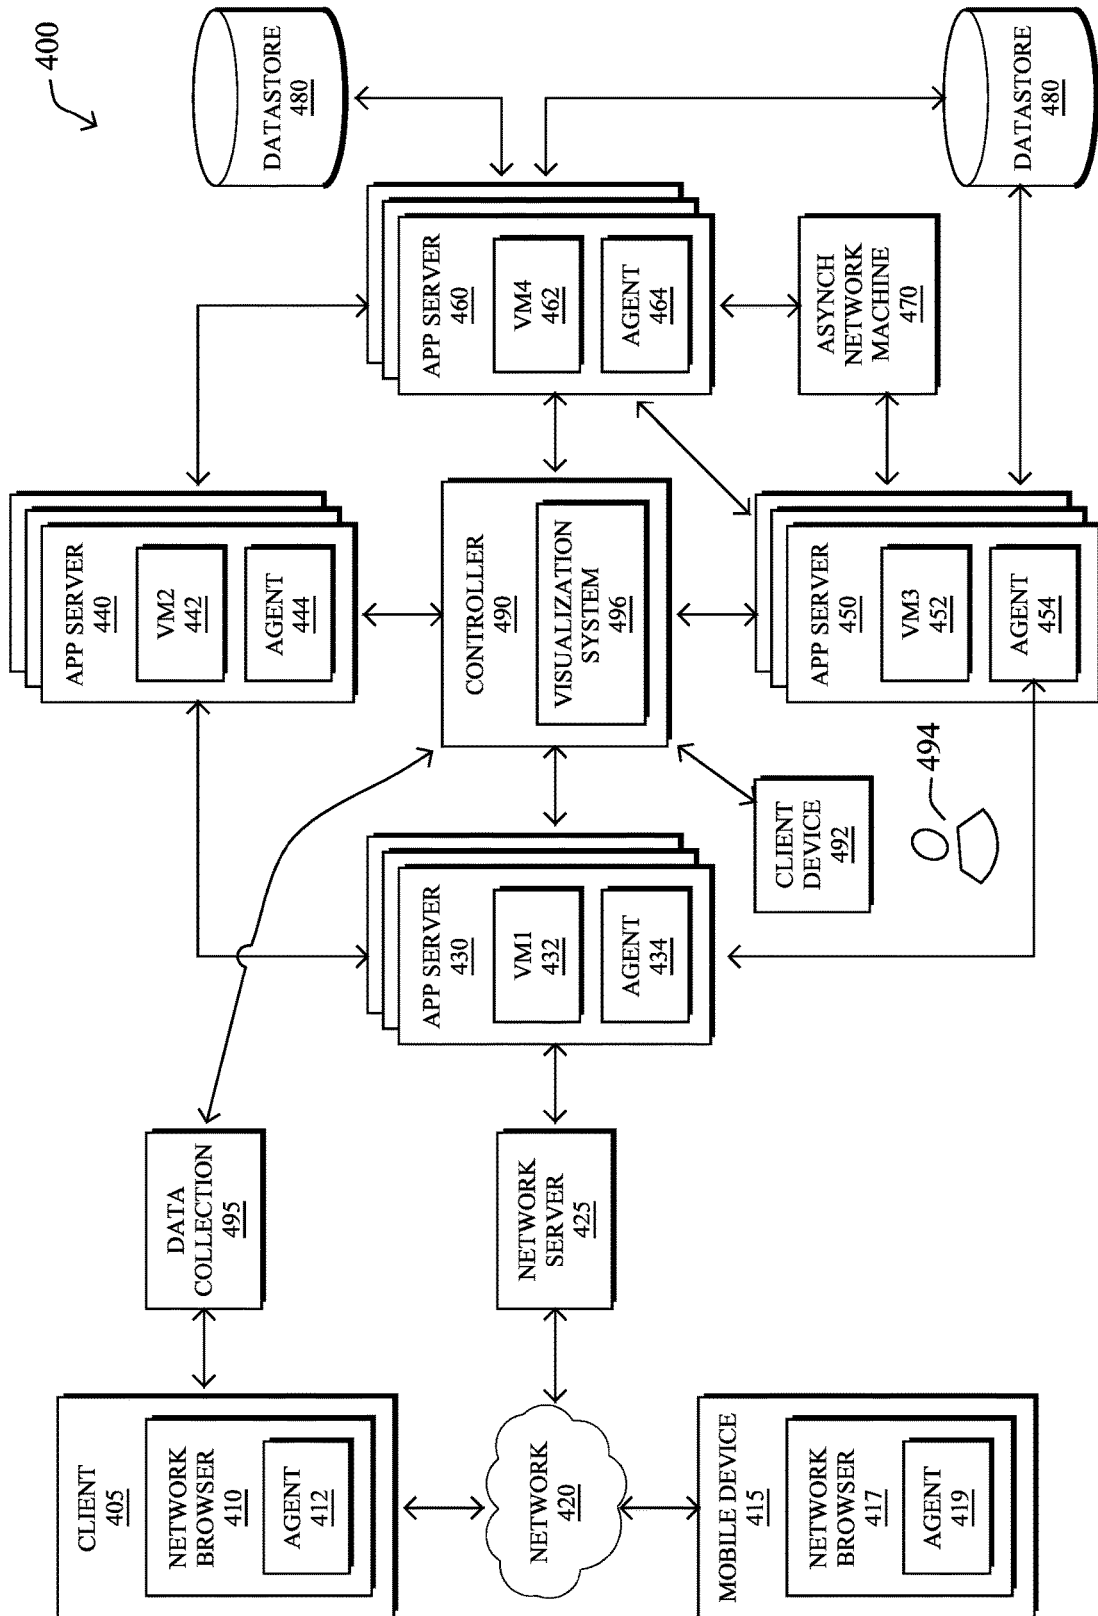 400
CLIENT
405
NETWORK
BROWSER
410
AGENT
412
DATA
COLLECTION
495
NETWORK
420
NETWORK
SERVER
425
MOBILE DEVICE
415
NETWORK
BROWSER
417
AGENT
419
APP SERVER
430
VM1
432
AGENT
434
APP SERVER
440
VM2
442
AGENT
444
CONTROLLER
490
VISUALIZATION
SYSTEM
496
CLIENT
DEVICE
492
494
APP SERVER
450
VM3
452
AGENT
454
APP SERVER
460
VM4
462
AGENT
464
ASYNCH
NETWORK
MACHINE
470
DATASTORE
480
DATASTORE
480